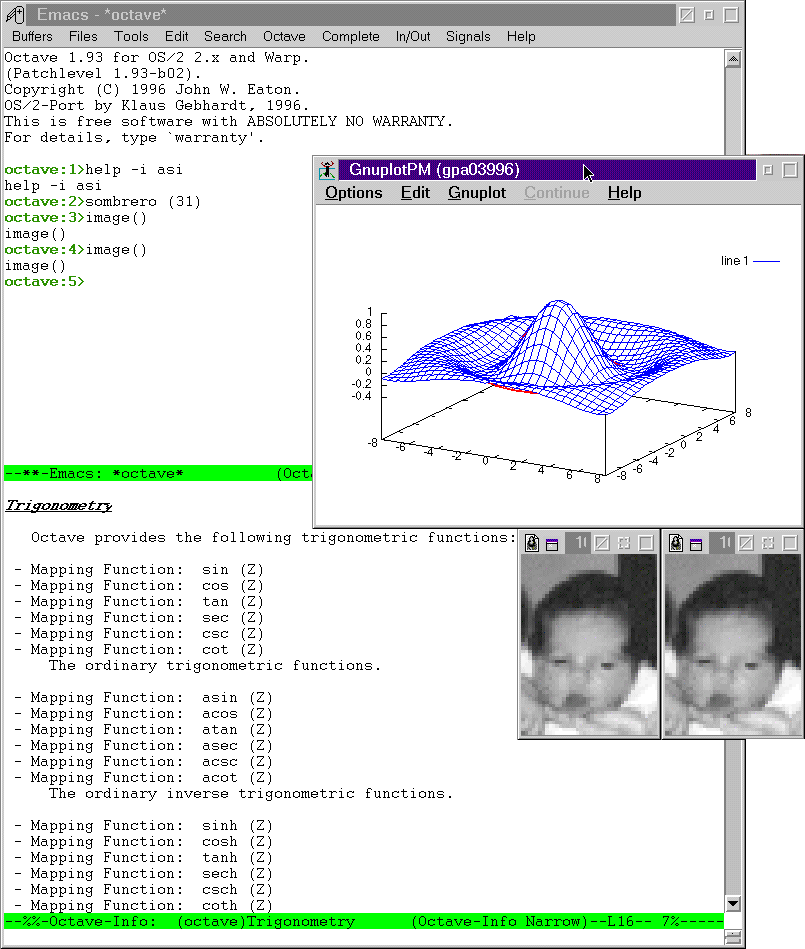 Emacs - *octave*
Buffers Files Tools Edit Search Octave Complete In/Out Signals Help
Octave 1.93 for OS/2 2.x and Warp.
(Patchlevel 1.93-b02).
Copyright (C) 1996 John W. Eaton.
OS/2-Port by Klaus Gebhardt, 1996.
This is free software with ABSOLUTELY NO WARRANTY.
For details, type `warranty'.
octave:1>help -i asi
help -i asi
octave:2>sombrero (31)
octave:3>image()
image()
octave:4>image()
image()
octave:5>
--**-Emacs: *octave* (Octa
GnuplotPM (gpa03996)
Options Edit Gnuplot Continue Help
line 1
1
0.8
0.6
0.4
0.2
0
-0.2
-0.4
-8 -6 -4 -2 0 2 4 6 8
-8 -6 -4 -2 0 2 4 6 8
Trigonometry
Octave provides the following trigonometric functions:
- Mapping Function: sin (Z)
- Mapping Function: cos (Z)
- Mapping Function: tan (Z)
- Mapping Function: sec (Z)
- Mapping Function: csc (Z)
- Mapping Function: cot (Z)
The ordinary trigonometric functions.
- Mapping Function: asin (Z)
- Mapping Function: acos (Z)
- Mapping Function: atan (Z)
- Mapping Function: asec (Z)
- Mapping Function: acsc (Z)
- Mapping Function: acot (Z)
The ordinary inverse trigonometric functions.
- Mapping Function: sinh (Z)
- Mapping Function: cosh (Z)
- Mapping Function: tanh (Z)
- Mapping Function: sech (Z)
- Mapping Function: csch (Z)
- Mapping Function: coth (Z)
--%%-Octave-Info: (octave)Trigonometry (Octave-Info Narrow)--L16-- 7%-----